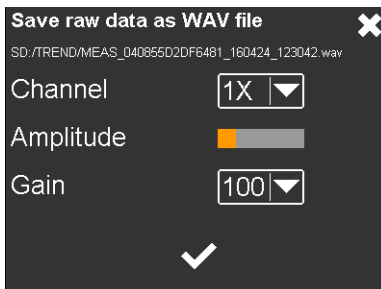 Save raw data as WAV file
SD:/TREND/MEAS_040855D2DF6481_160424_123042.wav
Channel 1X
Amplitude
Gain 100